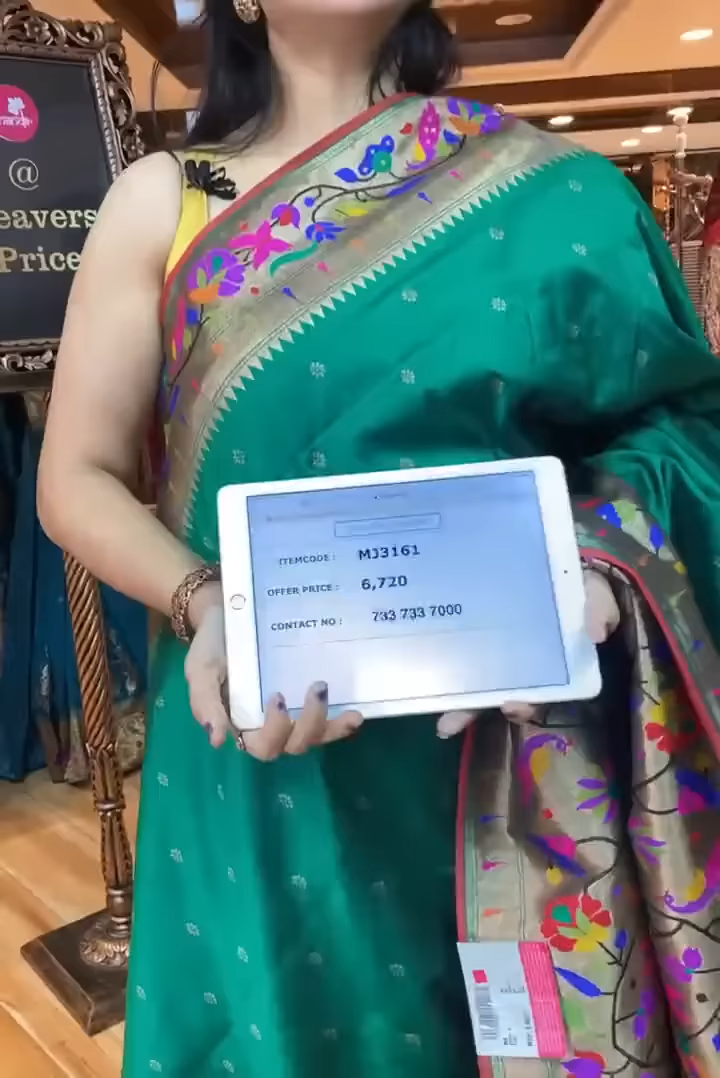 @
eavers
Price
ITEMCODE : MJ3161
OFFER PRICE : 6,720
CONTACT NO : 733 733 7000